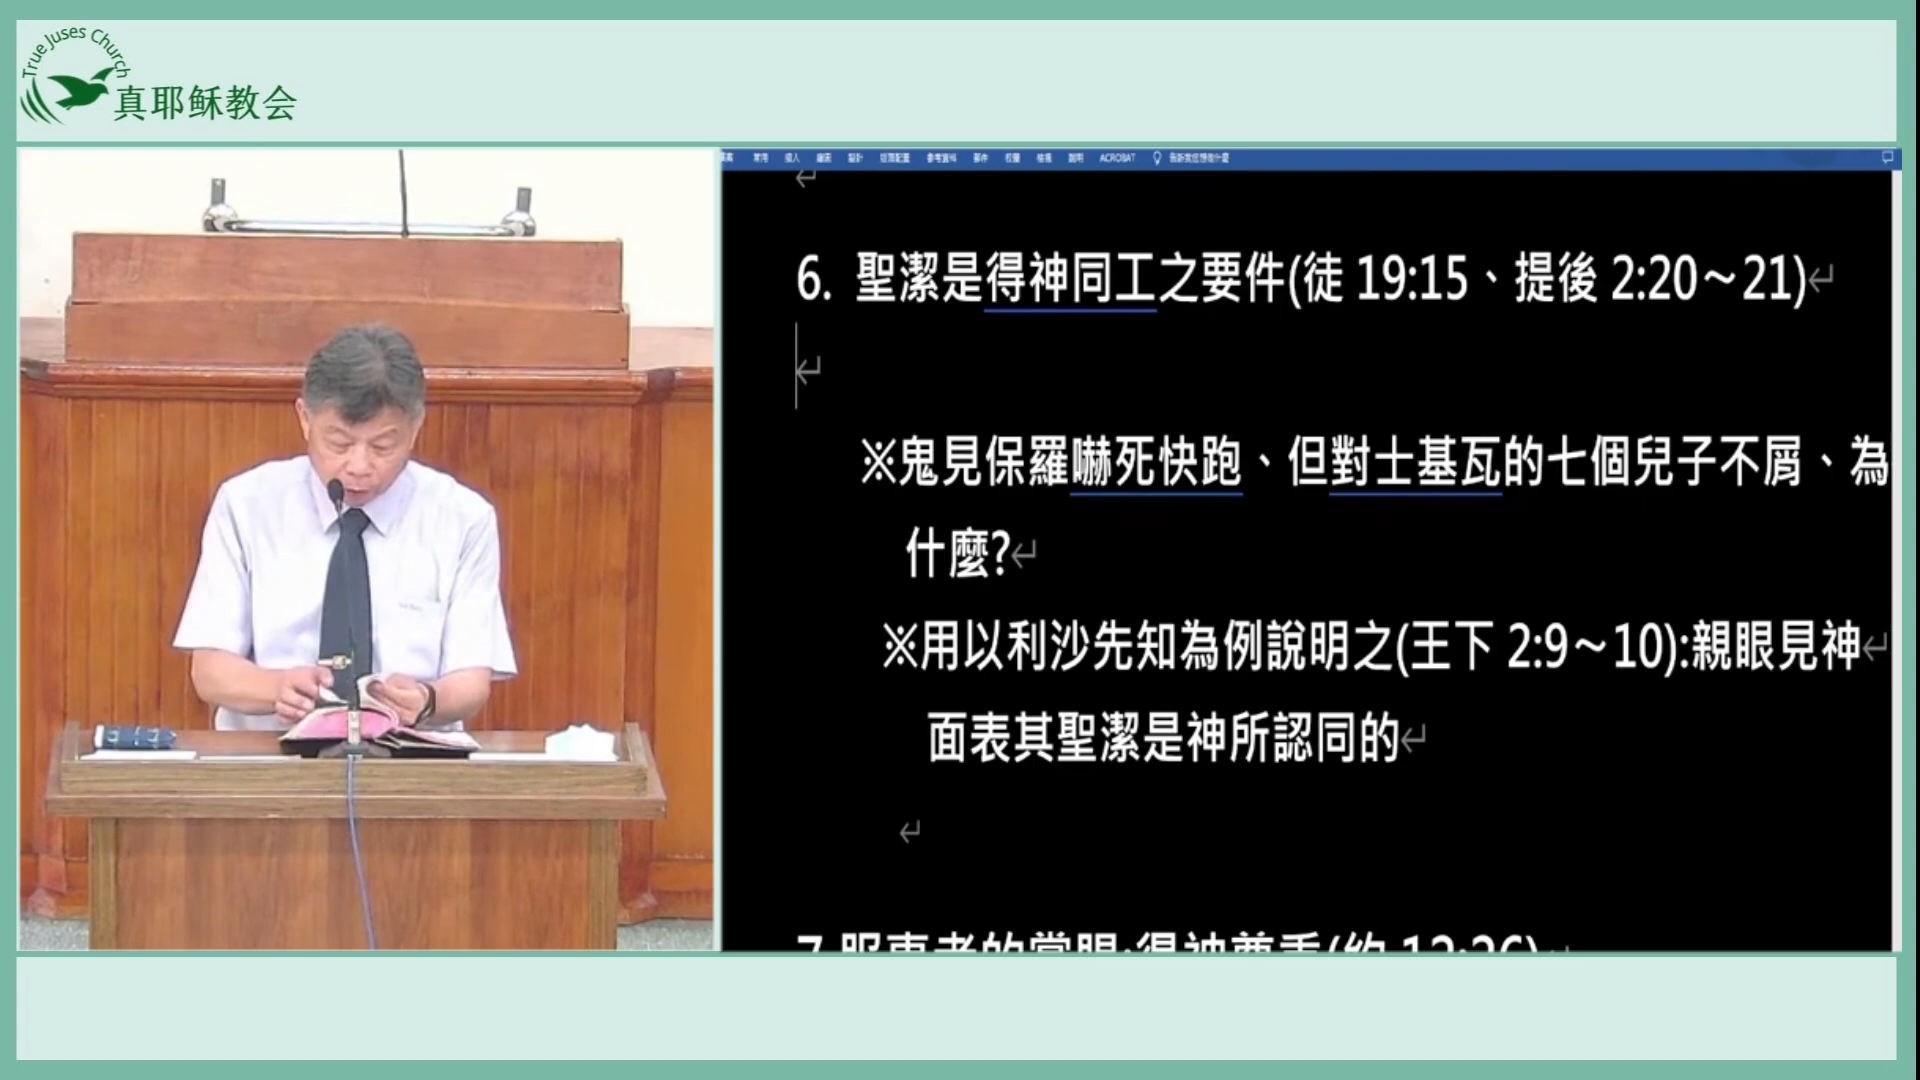 True Juses Church
真耶稣教会
ACROBAT
6. 聖潔是得神同工之要件(徒 19:15、提後 2:20～21)
※鬼見保羅嚇死快跑、但對士基瓦的七個兒子不屑、為
什麼?
※用以利沙先知為例說明之(王下 2:9～10):親眼見神
面表其聖潔是神所認同的